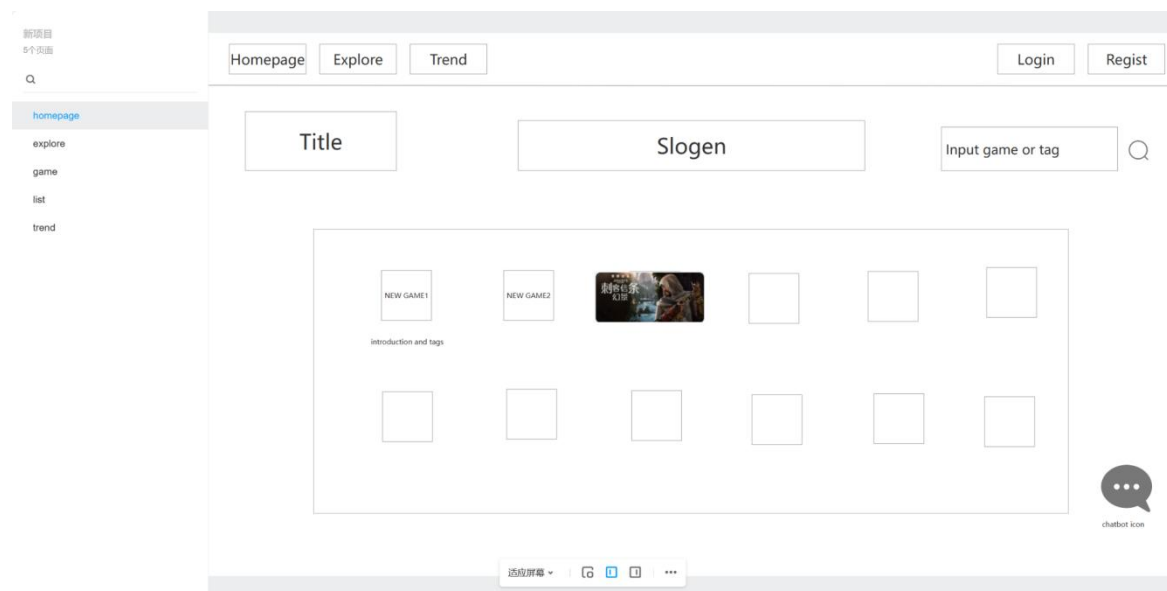 新项目
5个页面
homepage
explore
game
list
trend
Homepage
Explore
Trend
Login
Regist
Title
Slogen
Input game or tag
NEW GAME1
NEW GAME2
刺客信条
幻景
introduction and tags
chatbot icon
适应屏幕